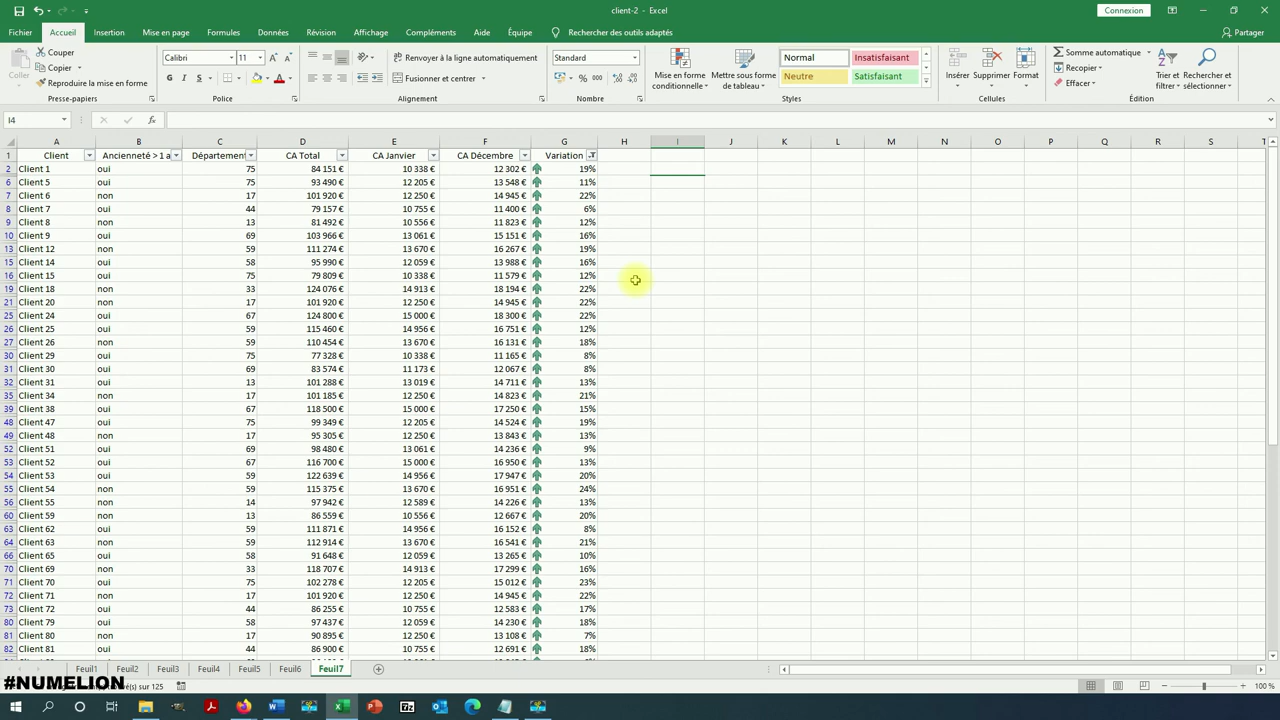 client-2 - Excel
Connexion
Fichier Accueil Insertion Mise en page Formules Données Révision Affichage Compléments Aide Équipe Rechercher des outils adaptés Partager
Coller
Couper
Copier
Reproduire la mise en forme
Presse-papiers
Calibri 11
G I S
Police
Renvoyer à la ligne automatiquement
Fusionner et centrer
Alignement
Standard
% 000
Nombre
Mise en forme conditionnelle
Mettre sous forme de tableau
Normal Insatisfaisant
Neutre Satisfaisant
Styles
Insérer Supprimer Format
Cellules
Somme automatique
Recopier
Effacer
Trier et filtrer
Rechercher et sélectionner
Édition
I4 fx
A B C D E F G H I J K L M N O P Q R S T
1 Client Ancienneté > 1 a Département CA Total CA Janvier CA Décembre Variation
2 Client 1 oui 75 84 151 € 10 338 € 12 302 € 19%
6 Client 5 oui 75 93 490 € 12 205 € 13 548 € 11%
7 Client 6 non 17 101 920 € 12 250 € 14 945 € 22%
8 Client 7 oui 44 79 157 € 10 755 € 11 400 € 6%
9 Client 8 non 13 81 492 € 10 556 € 11 823 € 12%
10 Client 9 oui 69 103 966 € 13 061 € 15 151 € 16%
13 Client 12 non 59 111 274 € 13 670 € 16 267 € 19%
15 Client 14 oui 58 95 990 € 12 059 € 13 988 € 16%
16 Client 15 oui 75 79 809 € 10 338 € 11 579 € 12%
19 Client 18 non 33 124 076 € 14 913 € 18 194 € 22%
21 Client 20 non 17 101 920 € 12 250 € 14 945 € 22%
25 Client 24 oui 67 124 800 € 15 000 € 18 300 € 22%
26 Client 25 oui 59 115 460 € 14 956 € 16 751 € 12%
27 Client 26 non 59 110 454 € 13 670 € 16 131 € 18%
30 Client 29 oui 75 77 328 € 10 338 € 11 165 € 8%
31 Client 30 oui 69 83 574 € 11 173 € 12 067 € 8%
32 Client 31 oui 13 101 288 € 13 019 € 14 711 € 13%
35 Client 34 non 17 101 185 € 12 250 € 14 823 € 21%
39 Client 38 oui 67 118 500 € 15 000 € 17 250 € 15%
48 Client 47 oui 75 99 349 € 12 205 € 14 524 € 19%
49 Client 48 non 17 95 305 € 12 250 € 13 843 € 13%
52 Client 51 oui 69 98 480 € 13 061 € 14 236 € 9%
53 Client 52 oui 67 116 700 € 15 000 € 16 950 € 13%
54 Client 53 oui 59 122 639 € 14 956 € 17 947 € 20%
55 Client 54 non 59 115 375 € 13 670 € 16 951 € 24%
56 Client 55 non 14 97 942 € 12 589 € 14 226 € 13%
60 Client 59 non 13 86 559 € 10 556 € 12 667 € 20%
63 Client 62 oui 59 111 871 € 14 956 € 16 152 € 8%
64 Client 63 non 59 112 914 € 13 670 € 16 541 € 21%
66 Client 65 oui 58 91 648 € 12 059 € 13 265 € 10%
70 Client 69 non 33 118 707 € 14 913 € 17 299 € 16%
71 Client 70 oui 75 102 278 € 12 205 € 15 012 € 23%
72 Client 71 non 17 101 920 € 12 250 € 14 945 € 22%
73 Client 72 oui 44 86 255 € 10 755 € 12 583 € 17%
80 Client 79 oui 58 97 437 € 12 059 € 14 230 € 18%
81 Client 80 non 17 90 895 € 12 250 € 13 108 € 7%
82 Client 81 oui 44 86 900 € 10 755 € 12 691 € 18%
Feuil1 Feuil2 Feuil3 Feuil4 Feuil5 Feuil6 Feuil7
#NUMELION
sur 125
100 %